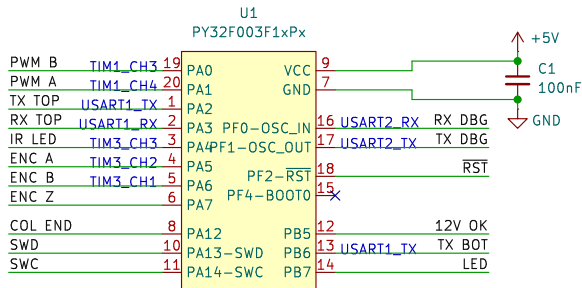 U1
PY32F003F1xPx
+5V
C1
100nF
GND
PWM B TIM1_CH3 19 PA0
PWM A TIM1_CH4 20 PA1
TX TOP USART1_TX 1 PA2
RX TOP USART1_RX 2 PA3
IR LED TIM3_CH3 3 PA4
ENC A TIM3_CH2 4 PA5
ENC B TIM3_CH1 5 PA6
ENC Z 6 PA7
COL END 8 PA12
SWD 10 PA13-SWD
SWC 11 PA14-SWC
VCC 9
GND 7
PF0-OSC_IN 16 USART2_RX RX DBG
PF1-OSC_OUT 17 USART2_TX TX DBG
PF2-RST 18 RST
PF4-BOOT0 15
PB5 12 12V OK
PB6 13 USART1_TX TX BOT
PB7 14 LED